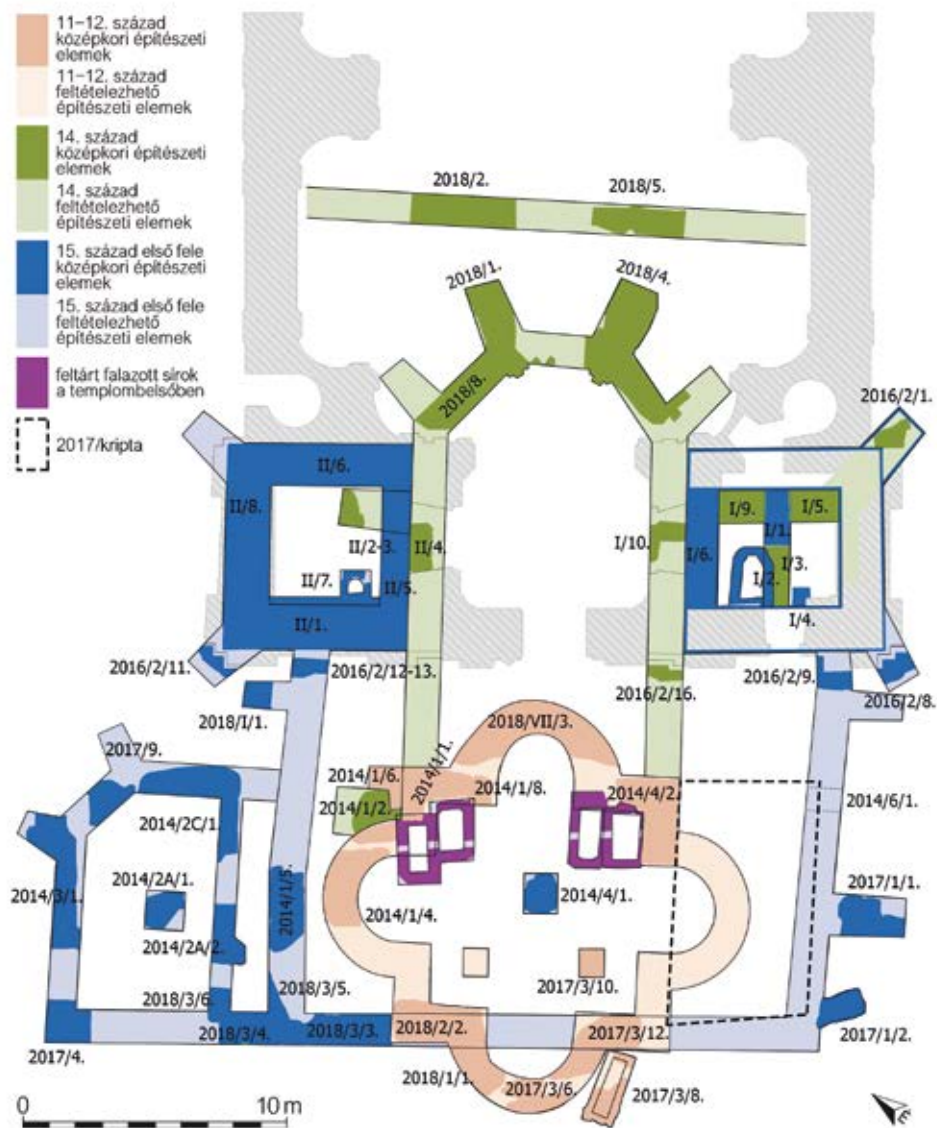 11–12. század
középkori építészeti
elemek
11–12. század
feltételezhető
építészeti elemek
14. század
középkori építészeti
elemek
14. század
feltételezhető
építészeti elemek
15. század első fele
középkori építészeti
elemek
15. század első fele
feltételezhető
építészeti elemek
feltárt falazott sírok
a templombelsőben
2017/kripta
2018/2.
2018/5.
2018/1.
2018/4.
2018/8.
2016/2/1.
II/6.
II/8.
II/2-3.
II/4.
II/7.
II/5.
II/1.
I/10.
I/9.
I/5.
I/1.
I/6.
I/3.
I/2.
I/4.
2016/2/11.
2016/2/12-13.
2016/2/9.
2016/2/16.
2016/2/8.
2018/I/1.
2018/VII/3.
2017/9.
2014/1/1.
2014/1/6.
2014/1/8.
2014/4/2.
2014/1/2.
2014/6/1.
2014/2C/1.
2014/2A/1.
2014/3/1.
2014/1/5.
2014/4/1.
2017/1/1.
2014/1/4.
2014/2A/2.
2018/3/6.
2018/3/5.
2017/3/10.
2018/3/4.
2018/3/3.
2018/2/2.
2017/3/12.
2017/4.
2017/1/2.
2018/1/1.
2017/3/6.
2017/3/8.
0
10 m
É